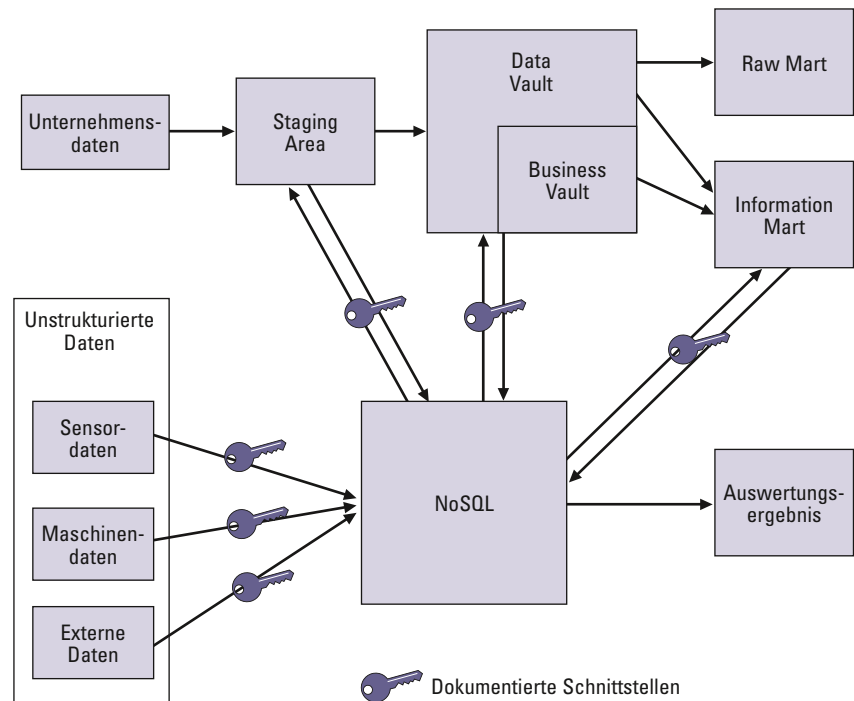 Unternehmens-
daten
Staging
Area
Data
Vault
Business
Vault
Raw Mart
Information
Mart
Unstrukturierte
Daten
Sensor-
daten
Maschinen-
daten
Externe
Daten
NoSQL
Auswertungs-
ergebnis
Dokumentierte Schnittstellen